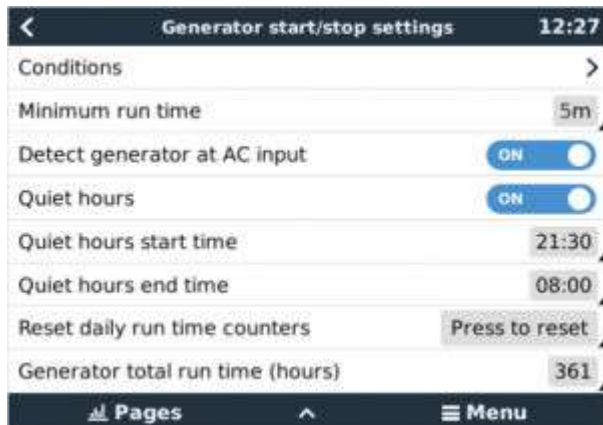 Generator start/stop settings 12:27
Conditions
Minimum run time 5m
Detect generator at AC input ON
Quiet hours ON
Quiet hours start time 21:30
Quiet hours end time 08:00
Reset daily run time counters Press to reset
Generator total run time (hours) 361
Pages Menu